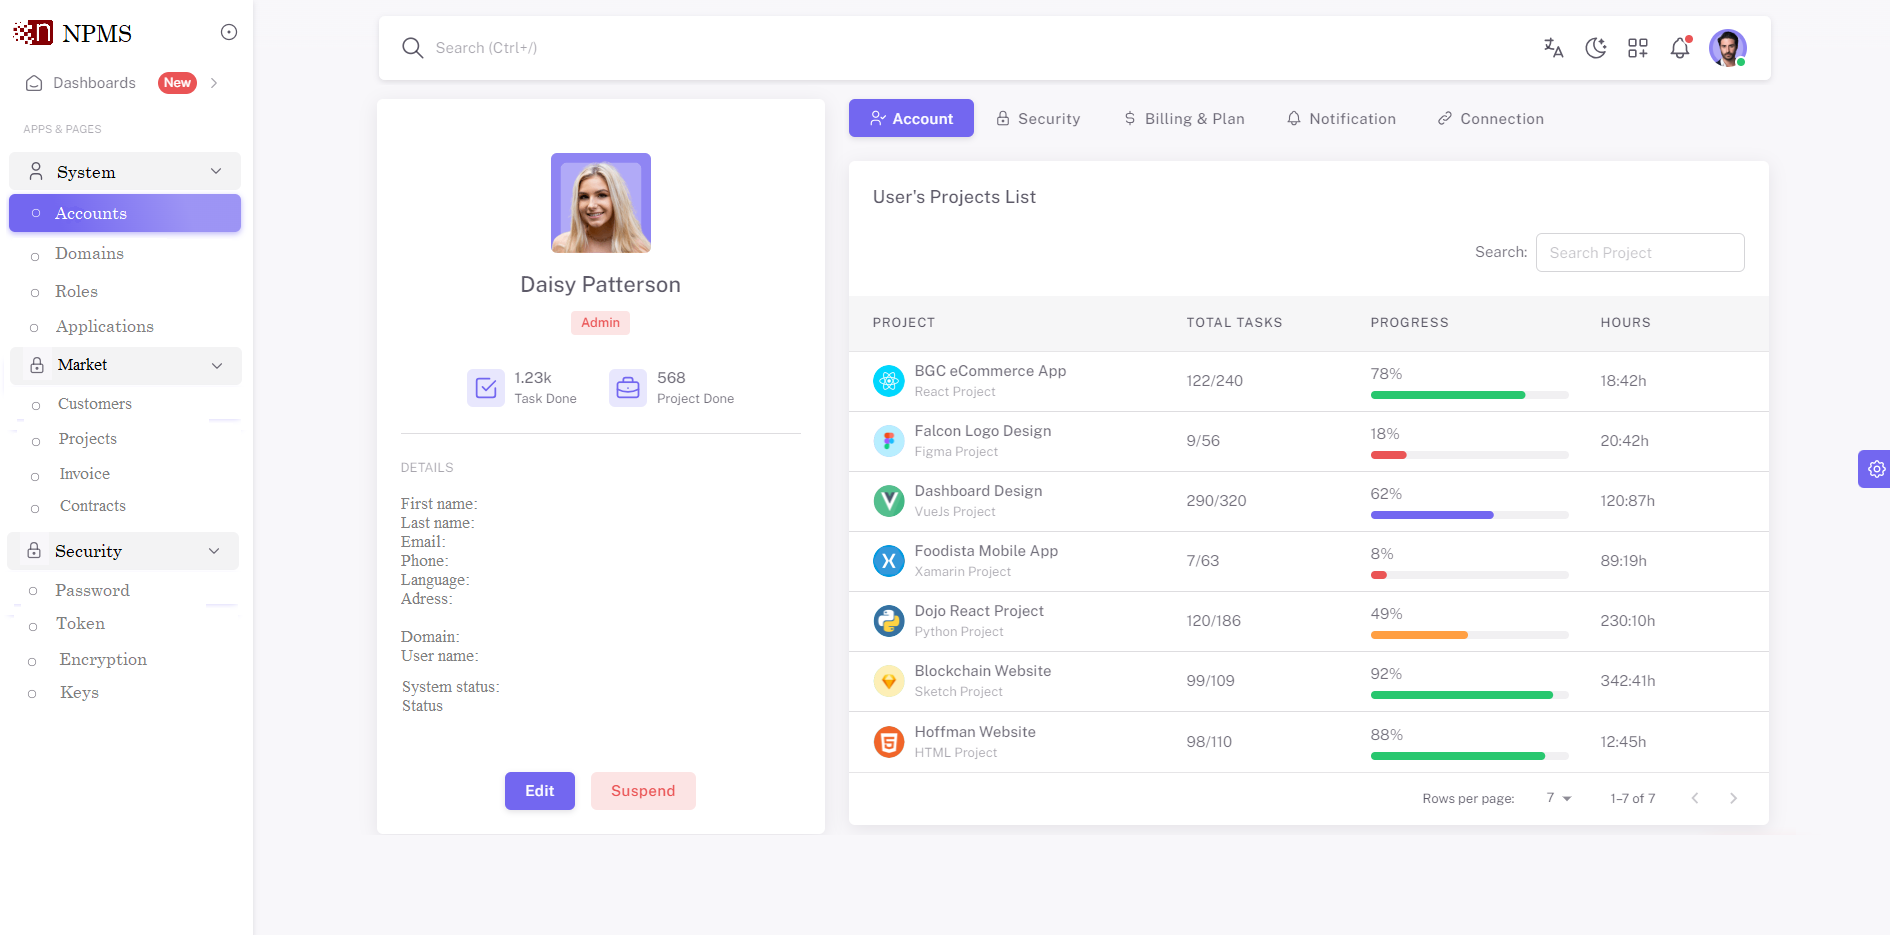 NPMS
Dashboards New
APPS & PAGES
System
Accounts
Domains
Roles
Applications
Market
Customers
Projects
Invoice
Contracts
Security
Password
Token
Encryption
Keys
Search (Ctrl+/)
Daisy Patterson
Admin
1.23k
Task Done
568
Project Done
DETAILS
First name:
Last name:
Email:
Phone:
Language:
Adress:
Domain:
User name:
System status:
Status
Edit Suspend
Account Security Billing & Plan Notification Connection
User's Projects List
Search: Search Project
PROJECT TOTAL TASKS PROGRESS HOURS
BGC eCommerce App
React Project
122/240 78% 18:42h
Falcon Logo Design
Figma Project
9/56 18% 20:42h
Dashboard Design
VueJs Project
290/320 62% 120:87h
Foodista Mobile App
Xamarin Project
7/63 8% 89:19h
Dojo React Project
Python Project
120/186 49% 230:10h
Blockchain Website
Sketch Project
99/109 92% 342:41h
Hoffman Website
HTML Project
98/110 88% 12:45h
Rows per page: 7 1–7 of 7